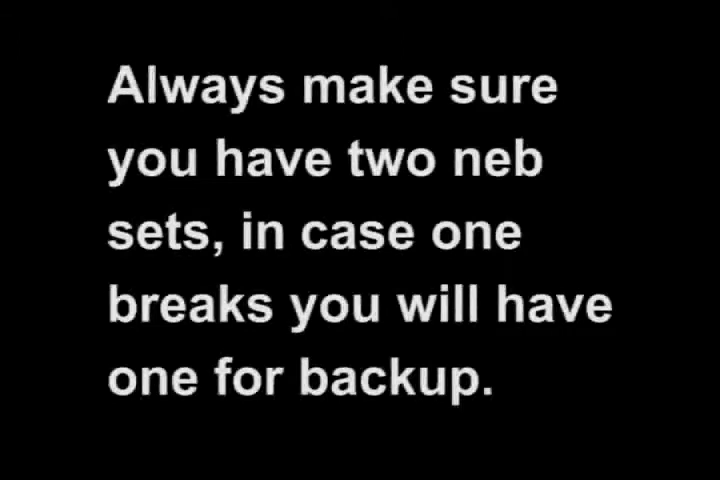 Always make sure
you have two neb
sets, in case one
breaks you will have
one for backup.